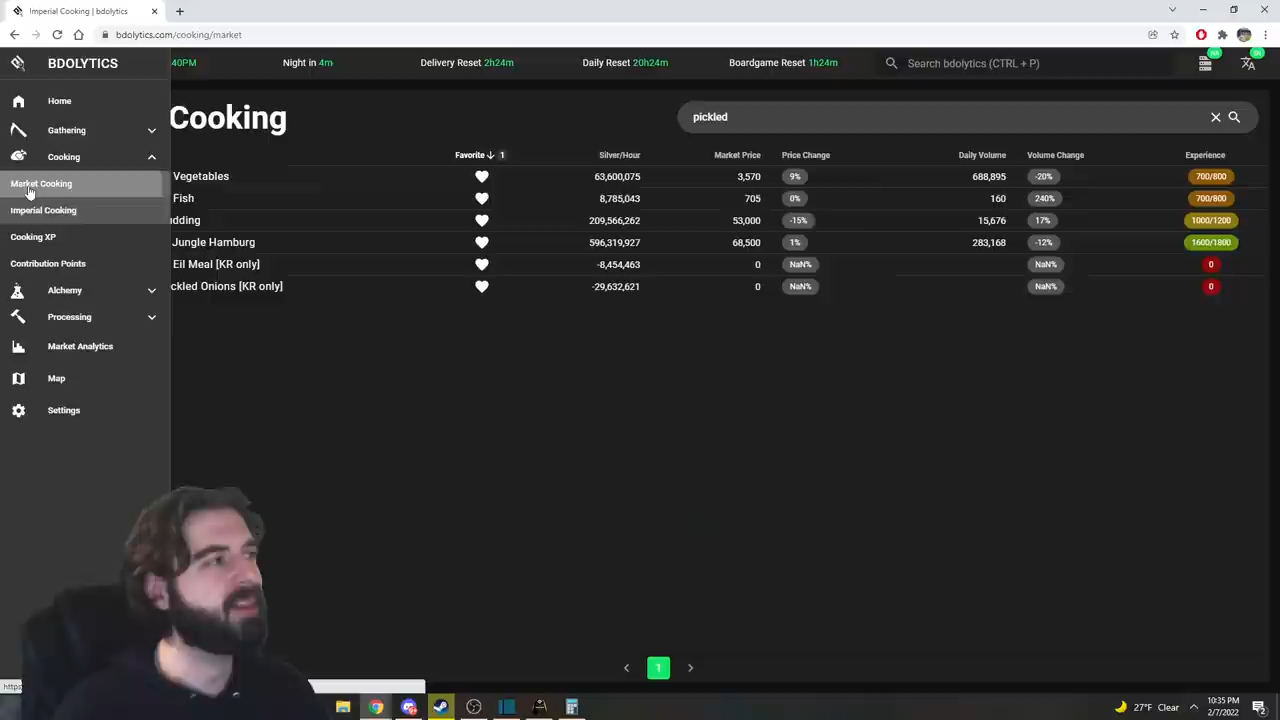 Imperial Cooking | bdolytics
bdolytics.com/cooking/market
BDOLYTICS
40PM
Night in 4m
Delivery Reset 2h24m
Daily Reset 20h24m
Boardgame Reset 1h24m
Search bdolytics (CTRL + P)
NA
EN
Home
Gathering
Cooking
Market Cooking
Imperial Cooking
Cooking XP
Contribution Points
Alchemy
Processing
Market Analytics
Map
Settings
Cooking
pickled
Favorite 1 Silver/Hour Market Price Price Change Daily Volume Volume Change Experience
Vegetables 63,600,075 3,570 9% 688,895 -20% 700/800
Fish 8,785,043 705 0% 160 240% 700/800
dding 209,566,262 53,000 -15% 15,676 17% 1000/1200
Jungle Hamburg 596,319,927 68,500 1% 283,168 -12% 1600/1800
Eil Meal [KR only] -8,454,463 0 NaN% NaN% 0
ckled Onions [KR only] -29,632,621 0 NaN% NaN% 0
1
https
27°F Clear
10:35 PM
2/7/2022